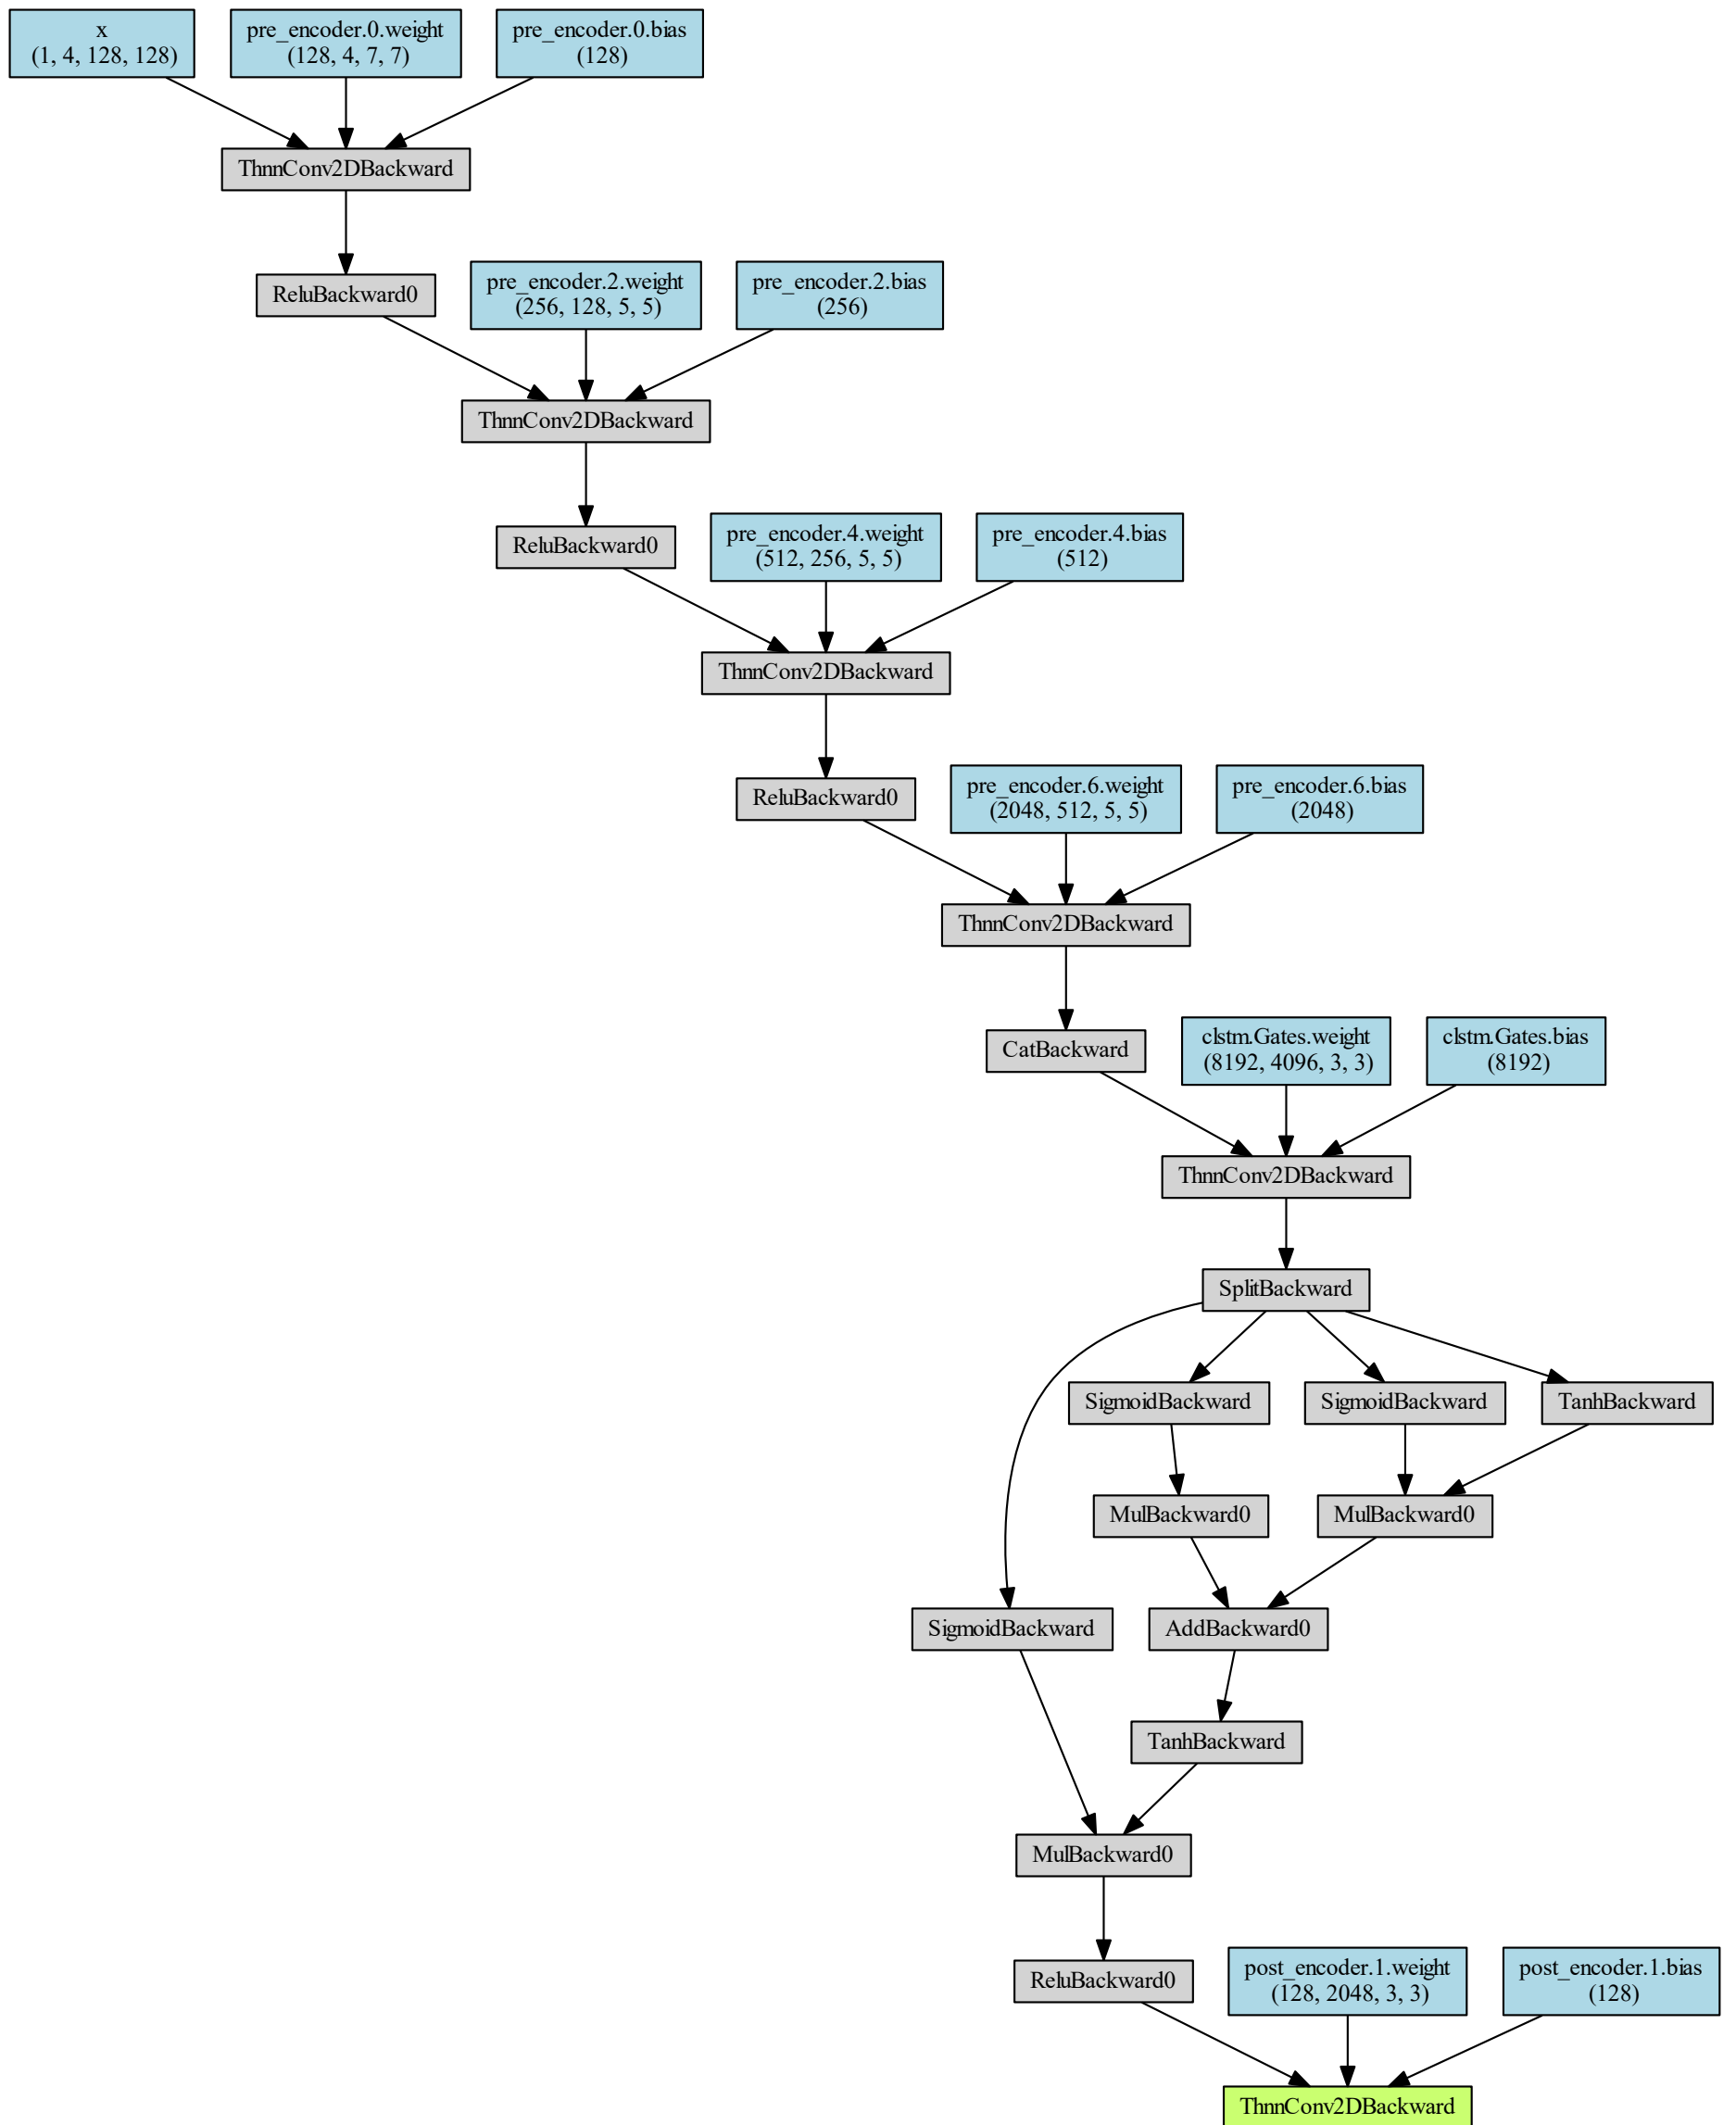 x
(1, 4, 128, 128)
pre_encoder.0.weight
(128, 4, 7, 7)
pre_encoder.0.bias
(128)
ThnnConv2DBackward
ReluBackward0
pre_encoder.2.weight
(256, 128, 5, 5)
pre_encoder.2.bias
(256)
ThnnConv2DBackward
ReluBackward0
pre_encoder.4.weight
(512, 256, 5, 5)
pre_encoder.4.bias
(512)
ThnnConv2DBackward
ReluBackward0
pre_encoder.6.weight
(2048, 512, 5, 5)
pre_encoder.6.bias
(2048)
ThnnConv2DBackward
CatBackward
clstm.Gates.weight
(8192, 4096, 3, 3)
clstm.Gates.bias
(8192)
ThnnConv2DBackward
SplitBackward
SigmoidBackward
SigmoidBackward
TanhBackward
MulBackward0
MulBackward0
SigmoidBackward
AddBackward0
TanhBackward
MulBackward0
ReluBackward0
post_encoder.1.weight
(128, 2048, 3, 3)
post_encoder.1.bias
(128)
ThnnConv2DBackward